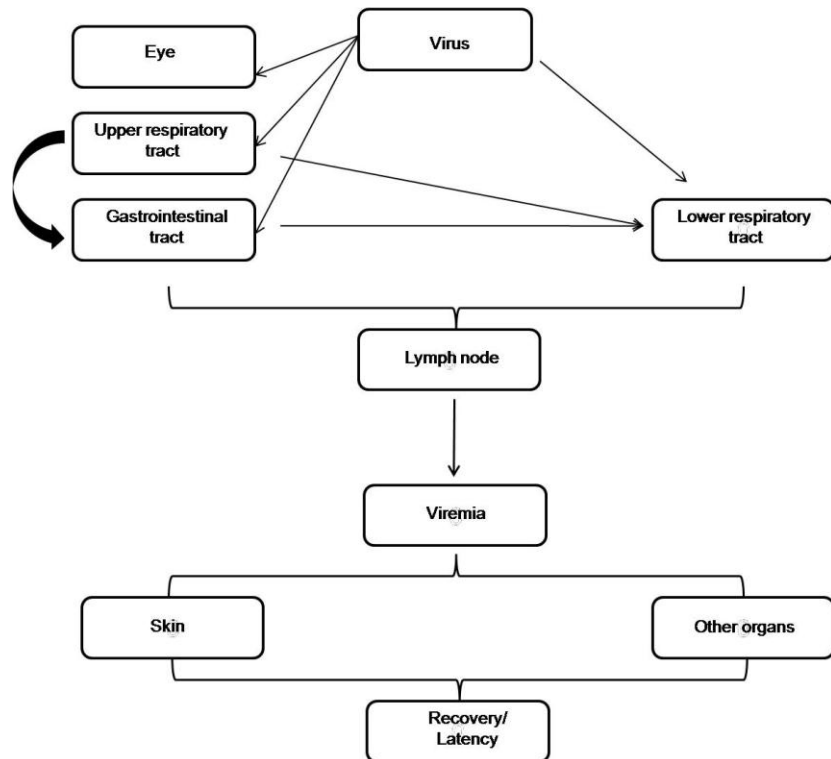 Eye
Virus
Upper respiratory
tract
Gastrointestinal
tract
Lower respiratory
tract
Lymph node
Viremia
Skin
Other organs
Recovery/
Latency